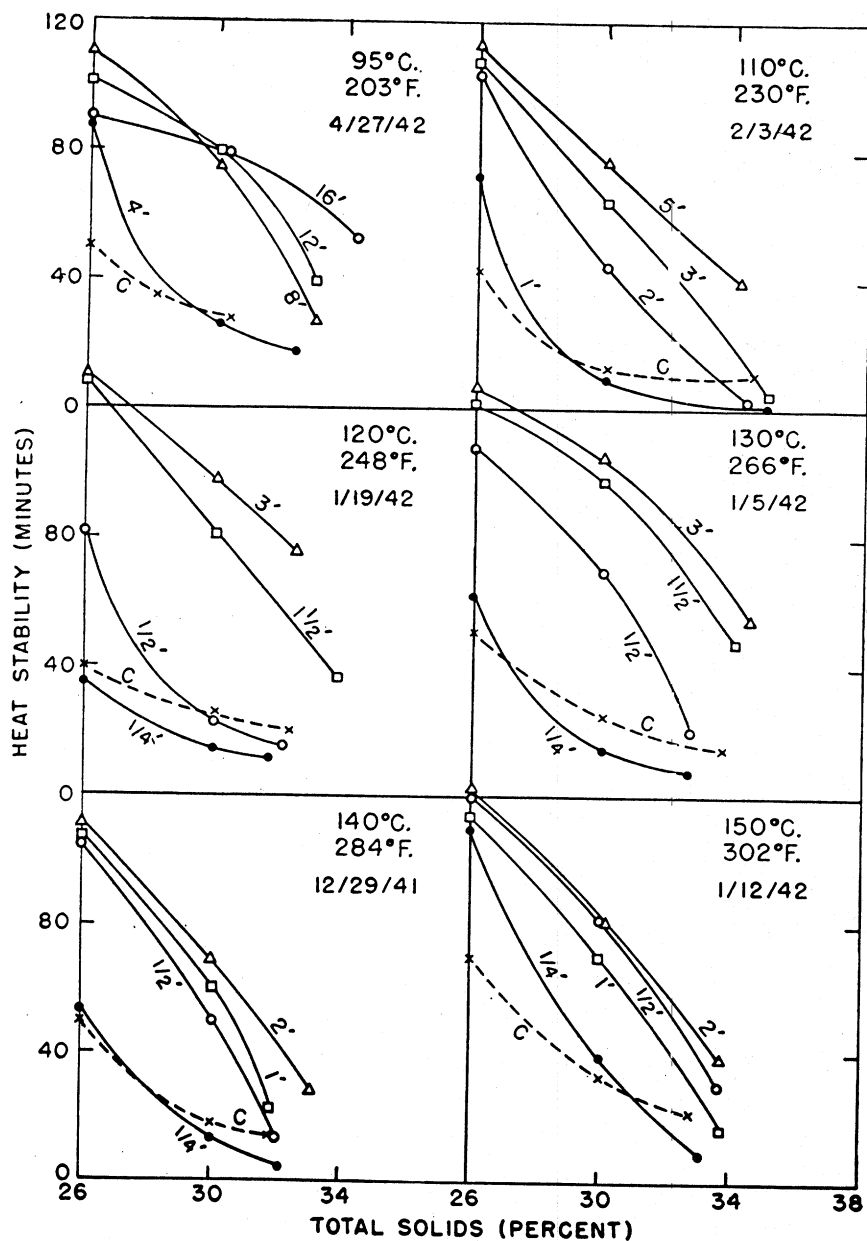 120
80
40
0
80
40
0
80
40
0
HEAT STABILITY (MINUTES)
95°C.
203°F.
4/27/42
4'
C
16'
12'
8'
110°C.
230°F.
2/3/42
1'
C
2'
3'
5'
120°C.
248°F.
1/19/42
3'
1 1/2'
1/2'
C
1/4'
130°C.
266°F.
1/5/42
3'
1 1/2'
1/2'
C
1/4'
140°C.
284°F.
12/29/41
1/2'
2'
1'
C
1/4'
150°C.
302°F.
1/12/42
1/4'
1'
1/2'
2'
C
26 30 34 26 30 34 38
TOTAL SOLIDS (PERCENT)